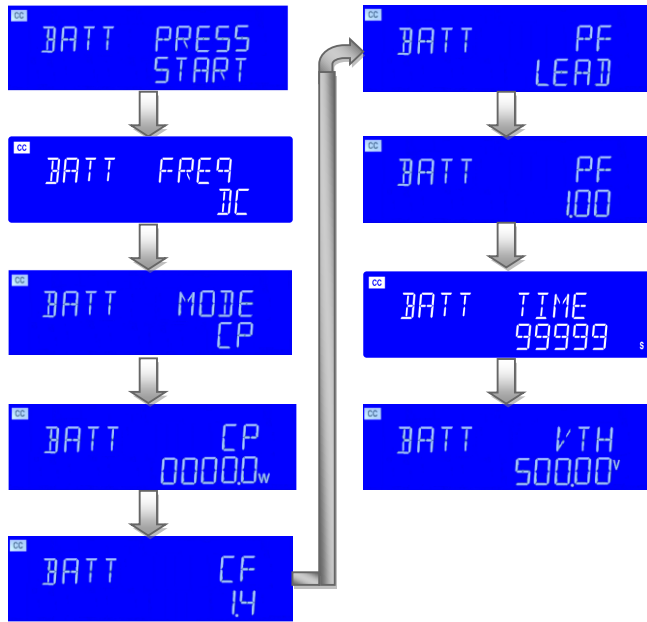 CC
BATT PRESS
START
CC
BATT FREQ
DC
CC
BATT MODE
CP
CC
BATT CP
0000.0W
CC
BATT CF
1.4
CC
BATT PF
LEAD
CC
BATT PF
1.00
CC
BATT TIME
99999 S
CC
BATT VTH
500.00V